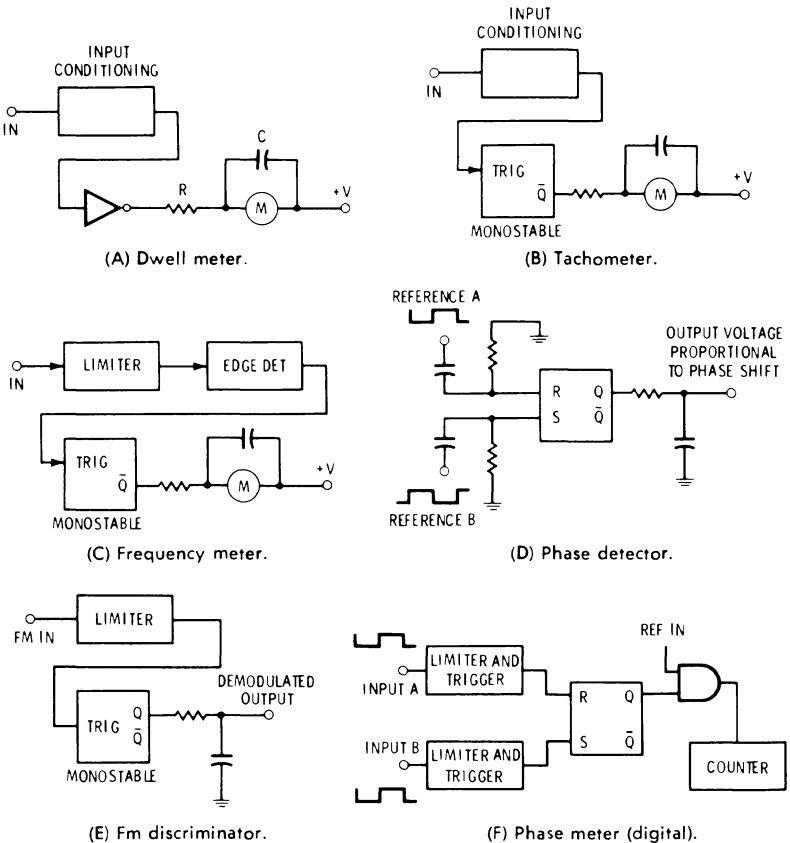 INPUT
CONDITIONING
IN
C
R
M
+V
(A) Dwell meter.
INPUT
CONDITIONING
IN
TRIG
Q̅
M
+V
MONOSTABLE
(B) Tachometer.
IN
LIMITER
EDGE DET
TRIG
Q̅
M
+V
MONOSTABLE
(C) Frequency meter.
REFERENCE A
R Q
S Q̅
OUTPUT VOLTAGE
PROPORTIONAL
TO PHASE SHIFT
REFERENCE B
(D) Phase detector.
FM IN
LIMITER
TRIG
Q
Q̅
DEMODULATED
OUTPUT
MONOSTABLE
(E) Fm discriminator.
INPUT A
LIMITER AND
TRIGGER
INPUT B
LIMITER AND
TRIGGER
R Q
S Q̅
REF IN
COUNTER
(F) Phase meter (digital).